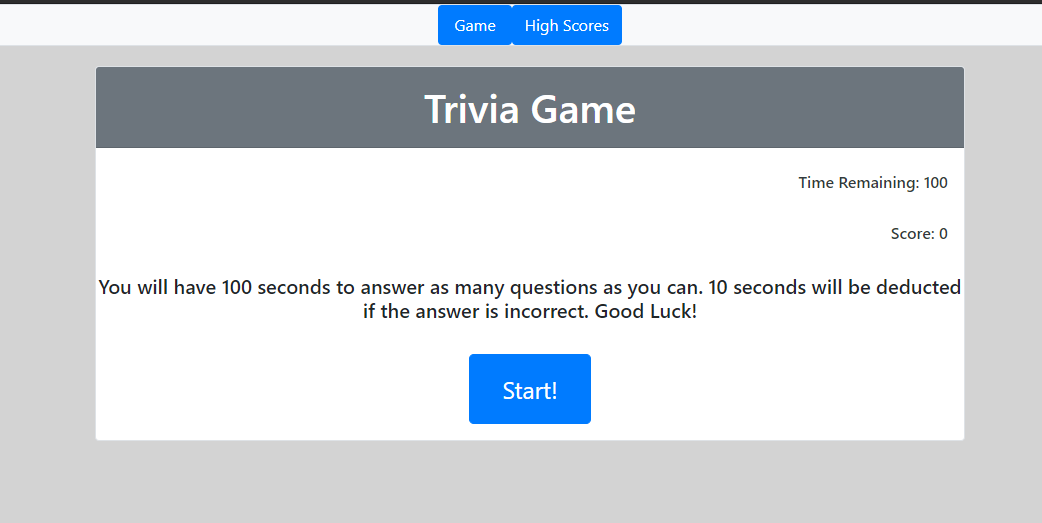 Game High Scores
Trivia Game
Time Remaining: 100
Score: 0
You will have 100 seconds to answer as many questions as you can. 10 seconds will be deducted
if the answer is incorrect. Good Luck!
Start!